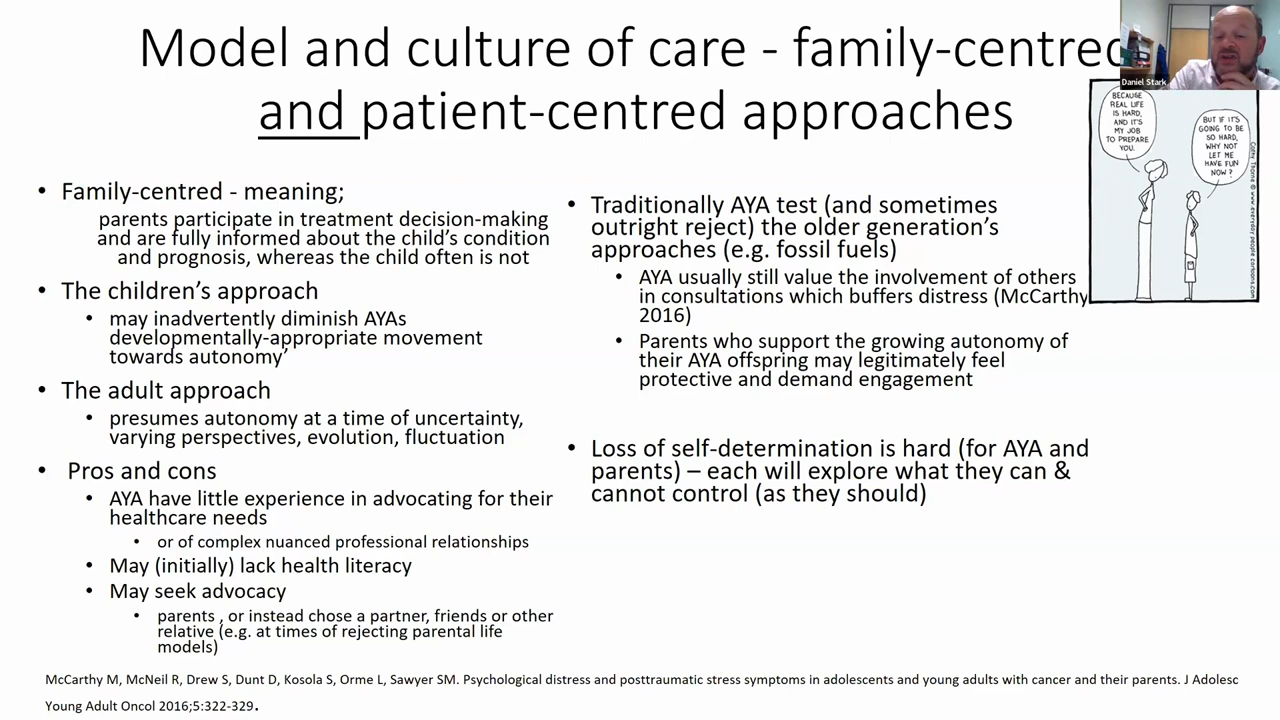 Model and culture of care - family-centred
and patient-centred approaches
Daniel Stark
BECAUSE
REAL LIFE
IS HARD,
AND IT'S
MY JOB
TO PREPARE
YOU.
BUT IF IT'S
GOING TO BE
SO HARD,
WHY NOT
LET ME
HAVE FUN
NOW?
Cathy Thorne © www.everyday people cartoons.com
• Family-centred - meaning;
parents participate in treatment decision-making
and are fully informed about the child's condition
and prognosis, whereas the child often is not
• The children's approach
• may inadvertently diminish AYAs
developmentally-appropriate movement
towards autonomy'
• The adult approach
• presumes autonomy at a time of uncertainty,
varying perspectives, evolution, fluctuation
• Pros and cons
• AYA have little experience in advocating for their
healthcare needs
• or of complex nuanced professional relationships
• May (initially) lack health literacy
• May seek advocacy
• parents , or instead chose a partner, friends or other
relative (e.g. at times of rejecting parental life
models)
• Traditionally AYA test (and sometimes
outright reject) the older generation's
approaches (e.g. fossil fuels)
• AYA usually still value the involvement of others
in consultations which buffers distress (McCarthy
2016)
• Parents who support the growing autonomy of
their AYA offspring may legitimately feel
protective and demand engagement
• Loss of self-determination is hard (for AYA and
parents) – each will explore what they can &
cannot control (as they should)
McCarthy M, McNeil R, Drew S, Dunt D, Kosola S, Orme L, Sawyer SM. Psychological distress and posttraumatic stress symptoms in adolescents and young adults with cancer and their parents. J Adolesc
Young Adult Oncol 2016;5:322-329.